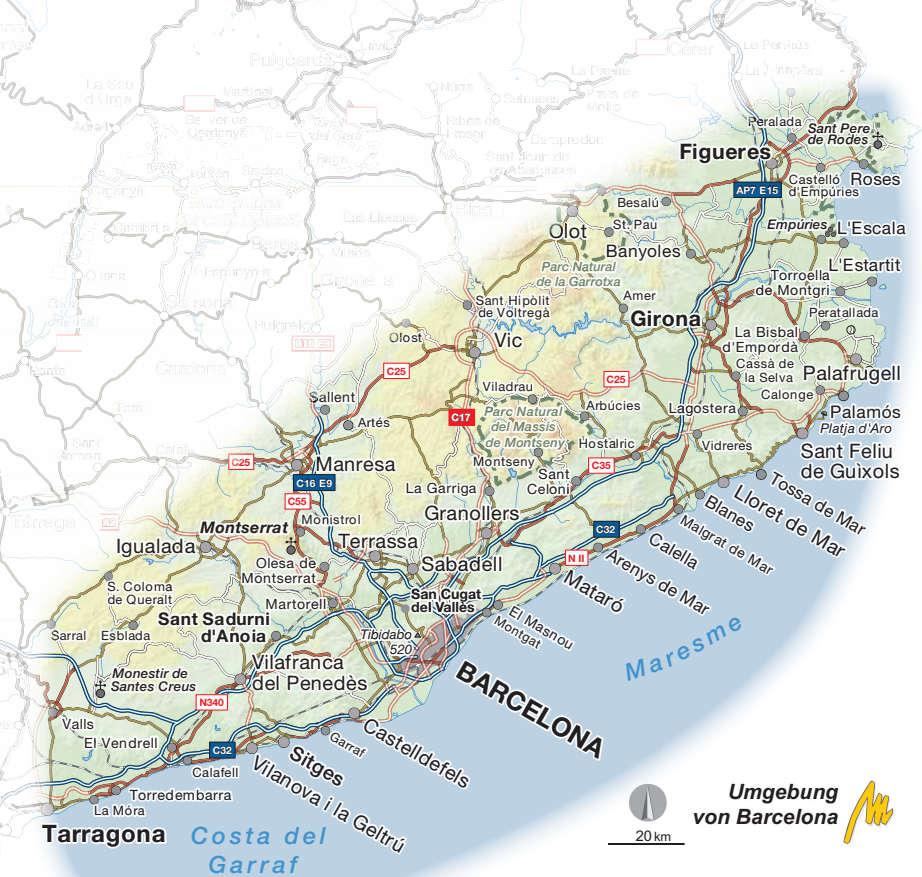 Peralada
Sant Pere
de Rodes
Figueres
AP7 E15
Castelló
d'Empúries
Roses
Besalú
Olot
St. Pau
Banyoles
Empúries
L'Escala
Parc Natural
de la Garrotxa
L'Estartit
Torroella
de Montgri
Sant Hipòlit
de Voltregà
Amer
Girona
Peratallada
Olost
Vic
La Bisbal
d'Empordà
C25
C25
Cassà de
la Selva
Palafrugell
Viladrau
Calonge
Sallent
Artés
C17
Parc Natural
del Massís
de Montseny
Arbúcies
Lagostera
Palamós
Platja d'Aro
Hostalric
Vidreres
Sant Feliu
de Guíxols
C25
Manresa
Montseny
C35
C16 E9
La Garriga
Sant
Celoni
Tossa de Mar
Lloret de Mar
C55
Blanes
Montserrat
Monistrol
Granollers
C32
Malgrat de Mar
Igualada
Terrassa
Calella
Olesa de
Montserrat
Sabadell
N II
Arenys de Mar
S. Coloma
de Queralt
Mataró
Martorell
San Cugat
del Vallès
El Masnou
Montgat
Sant Sadurni
d'Anoia
Sarral
Esblada
Tibidabo
520
Maresme
Monestir de
Santes Creus
Vilafranca
del Penedès
BARCELONA
N340
Valls
El Vendrell
C32
Castelldefels
Garraf
Sitges
Calafell
Vilanova i la Geltrú
Torredembarra
La Móra
Tarragona
Costa del
Garraf
20 km
Umgebung
von Barcelona